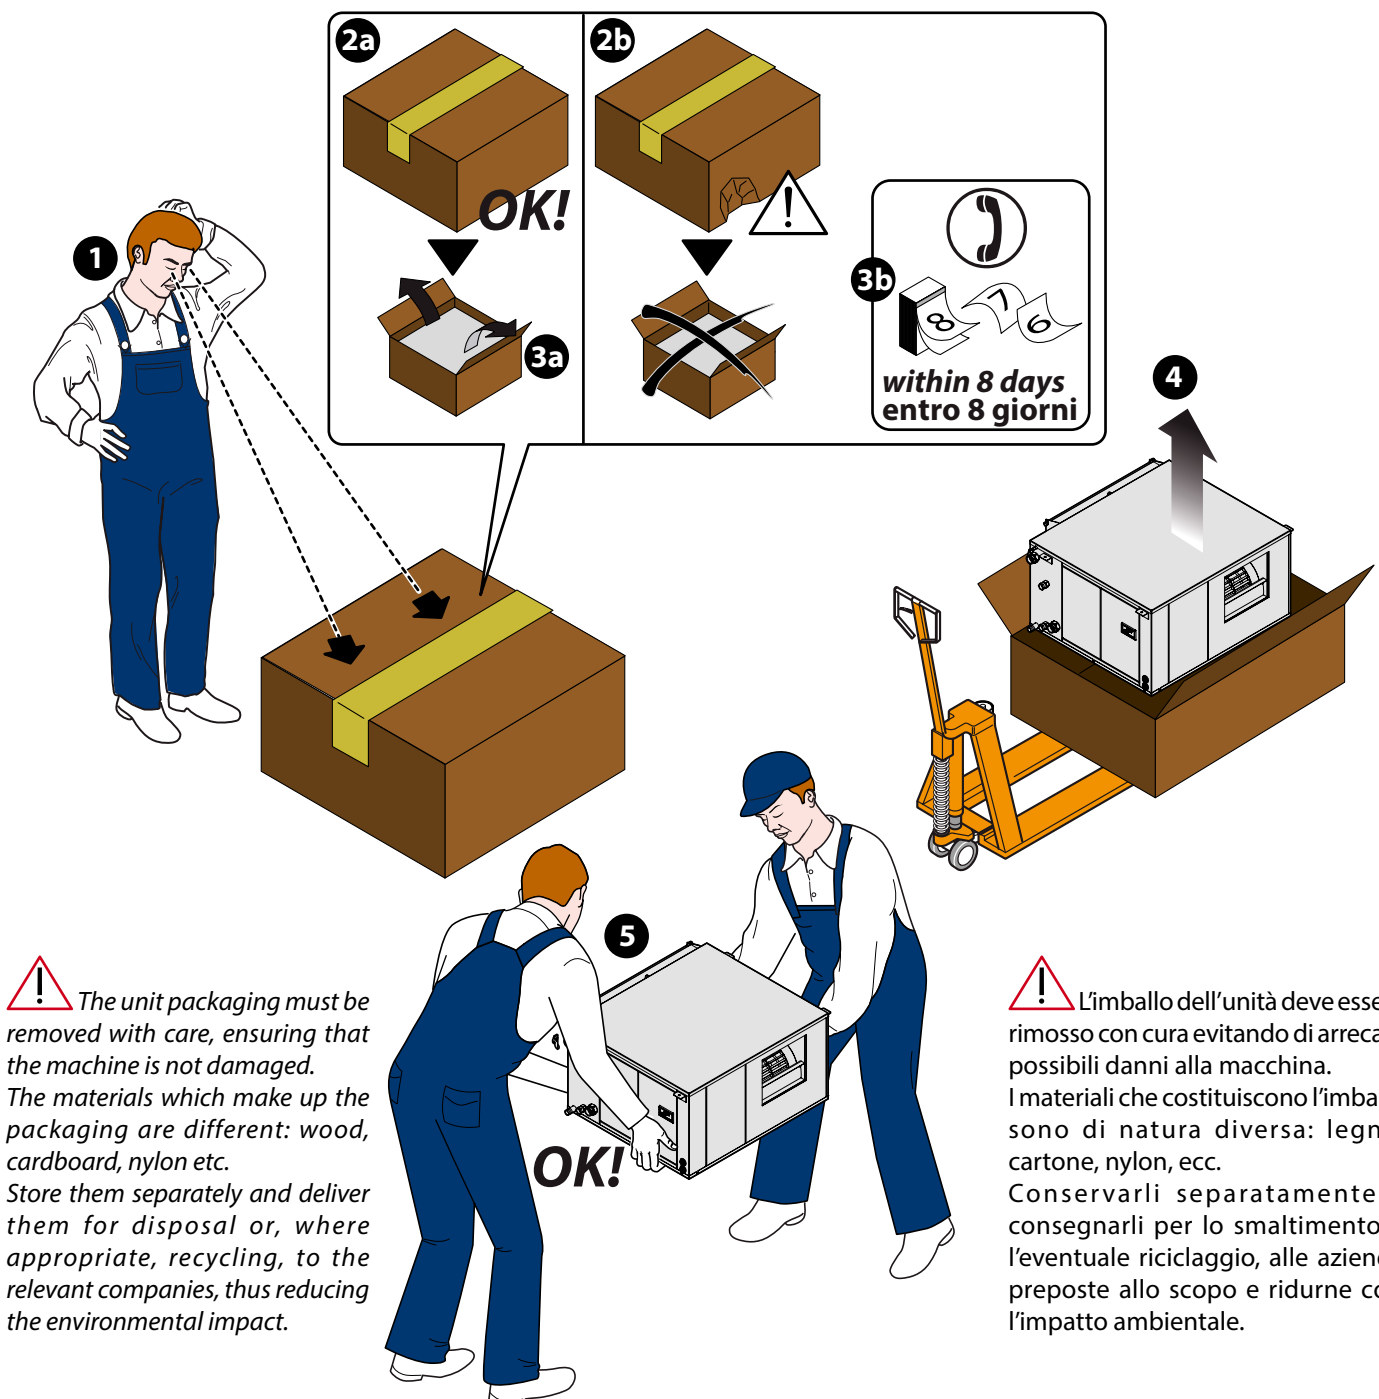 2a
2b
OK!
1
3a
3b
8
7
6
within 8 days
entro 8 giorni
4
5
OK!
The unit packaging must be
removed with care, ensuring that
the machine is not damaged.
The materials which make up the
packaging are different: wood,
cardboard, nylon etc.
Store them separately and deliver
them for disposal or, where
appropriate, recycling, to the
relevant companies, thus reducing
the environmental impact.
L'imballo dell'unità deve esse
rimosso con cura evitando di arreca
possibili danni alla macchina.
I materiali che costituiscono l'imba
sono di natura diversa: legn
cartone, nylon, ecc.
Conservarli separatamente
consegnarli per lo smaltimento
l'eventuale riciclaggio, alle azien
preposte allo scopo e ridurne co
l'impatto ambientale.